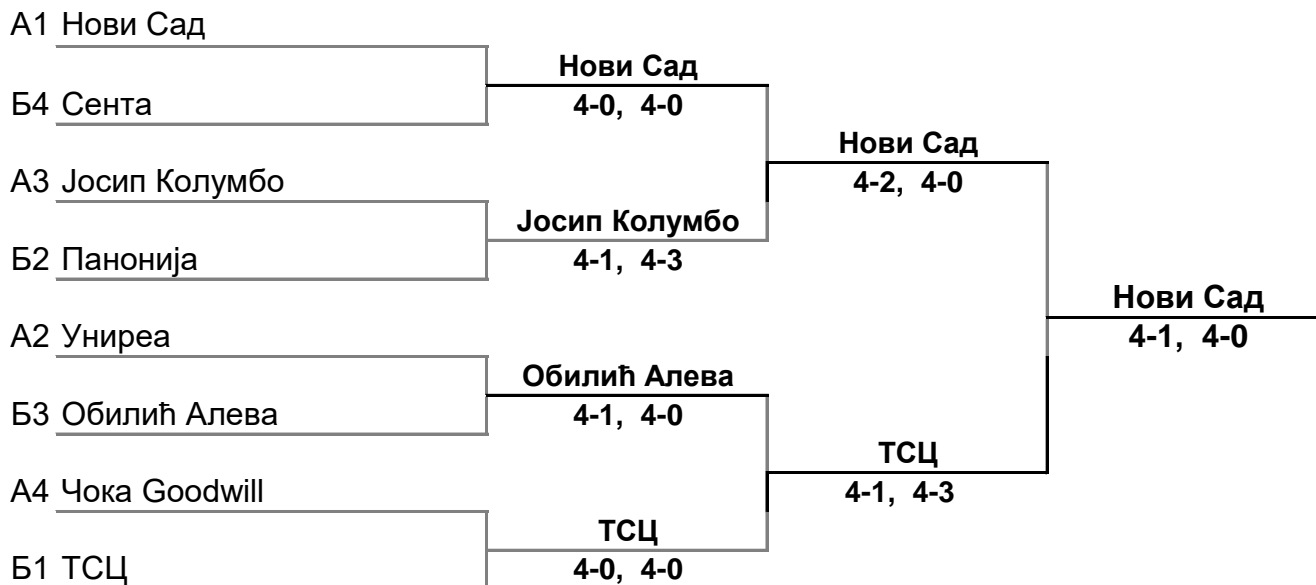 А1 Нови Сад
Нови Сад
Б4 Сента
4-0, 4-0
Нови Сад
А3 Јосип Колумбо
4-2, 4-0
Јосип Колумбо
Б2 Панонија
4-1, 4-3
Нови Сад
А2 Униреа
4-1, 4-0
Обилић Алева
Б3 Обилић Алева
4-1, 4-0
ТСЦ
А4 Чока Goodwill
4-1, 4-3
ТСЦ
Б1 ТСЦ
4-0, 4-0